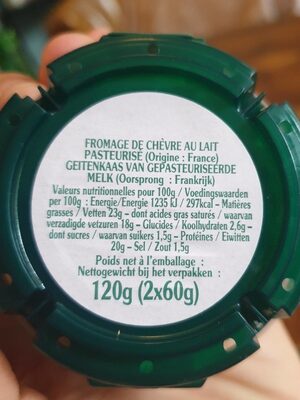 FROMAGE DE CHÈVRE AU LAIT
PASTEURISÉ (Origine : France)
GEITENKAAS VAN GEPASTEURISEERDE
MELK (Oorsprong : Frankrijk)
Valeurs nutritionnelles pour 100g / Voedingswaarden
per 100g : Energie/Energie 1235 kJ / 297kcal – Matières
grasses / Vetten 23g – dont acides gras saturés / waarvan
verzadigde vetzuren 18g – Glucides / Koolhydraten 2,6g –
dont sucres / waarvan suikers 1,5g – Protéines / Eiwitten
20g – Sel / Zout 1,5g
Poids net à l'emballage :
Nettogewicht bij het verpakken :
120g (2x60g)